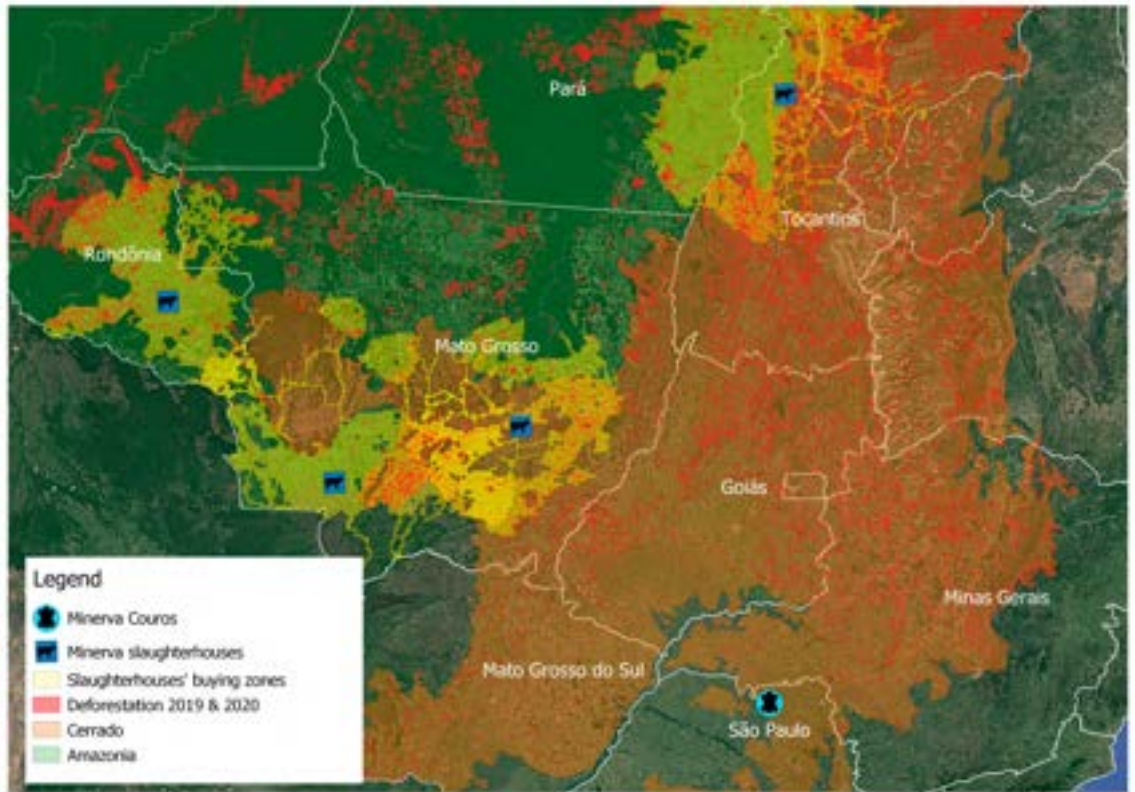 Pará
Tocantins
Rondônia
Mato Grosso
Goiás
Minas Gerais
Mato Grosso do Sul
São Paulo
Legend
Minerva Couros
Minerva slaughterhouses
Slaughterhouses' buying zones
Deforestation 2019 & 2020
Cerrado
Amazonia